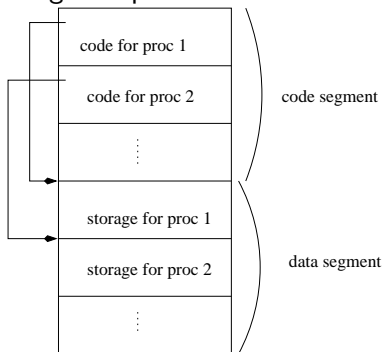 code for proc 1
code for proc 2
code segment
storage for proc 1
storage for proc 2
data segment